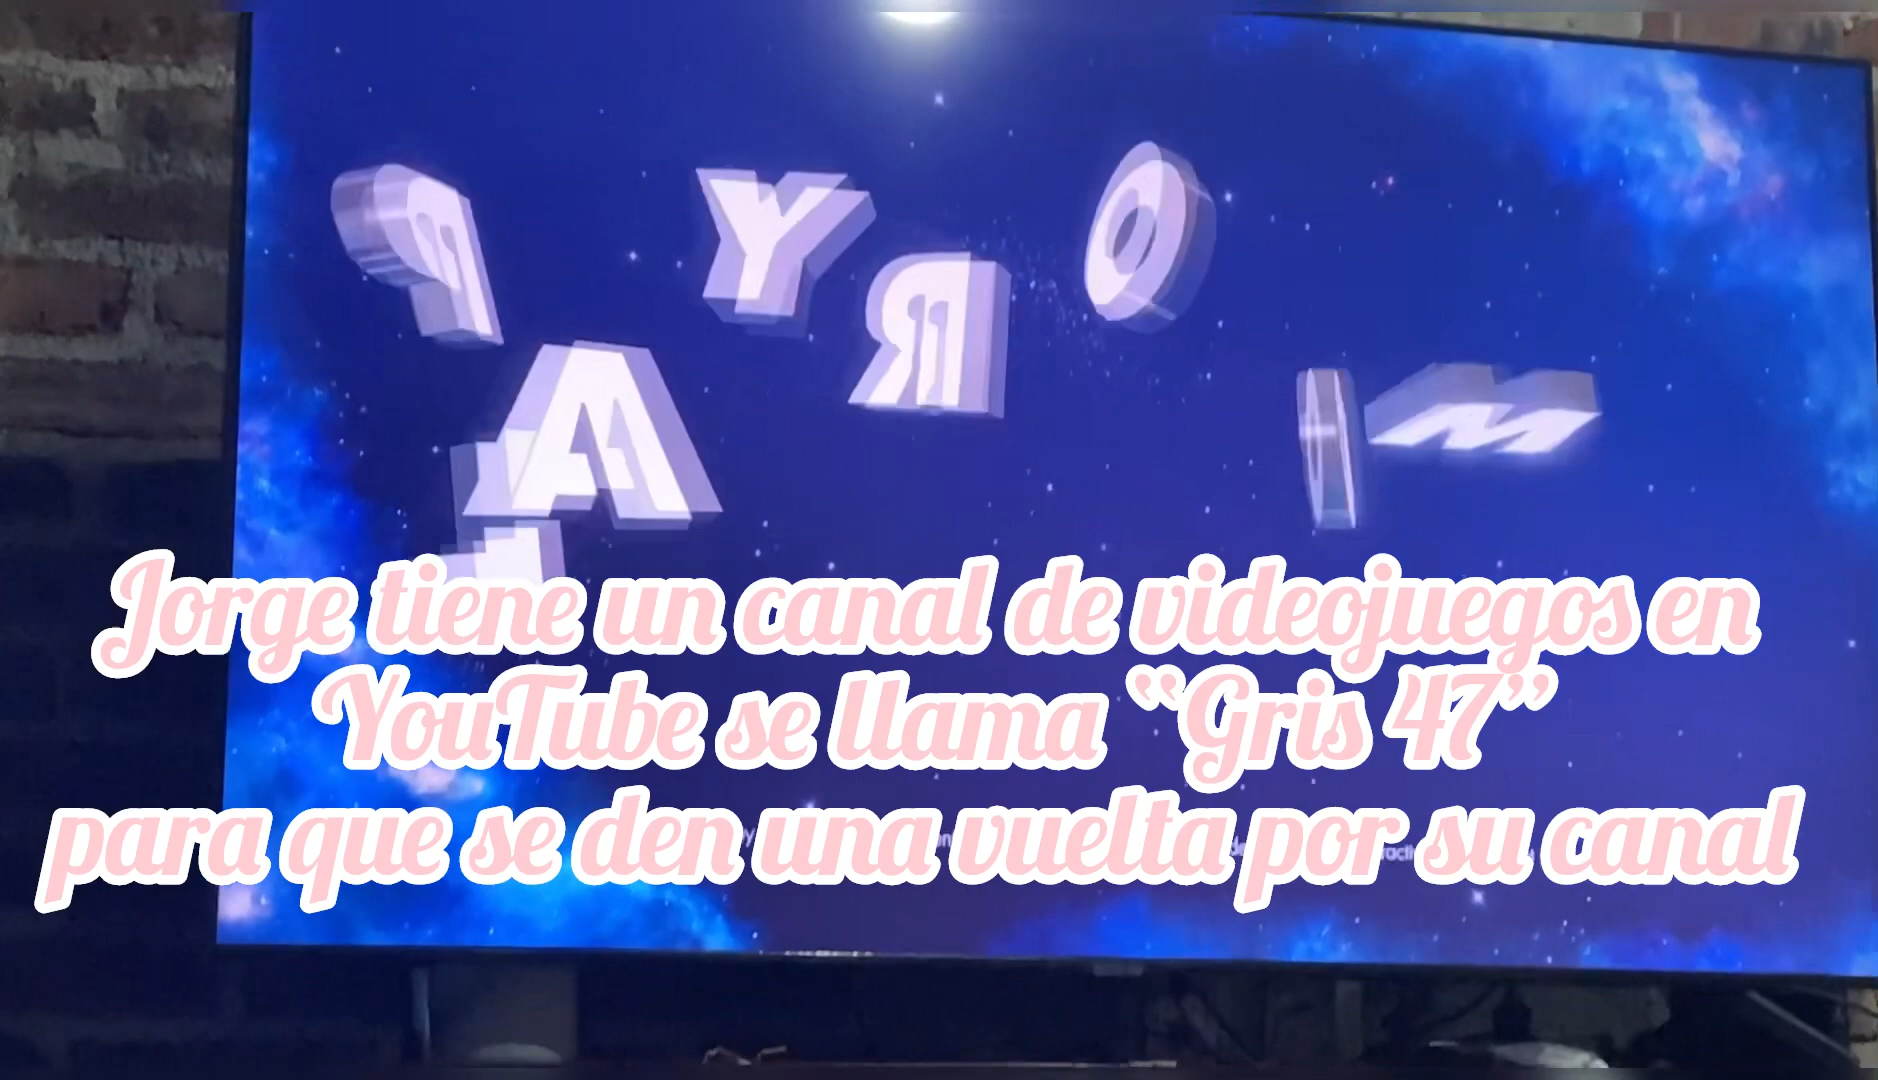 P Y R O
A I M
Jorge tiene un canal de videojuegos en
YouTube se llama “Gris 47”
para que se den una vuelta por su canal